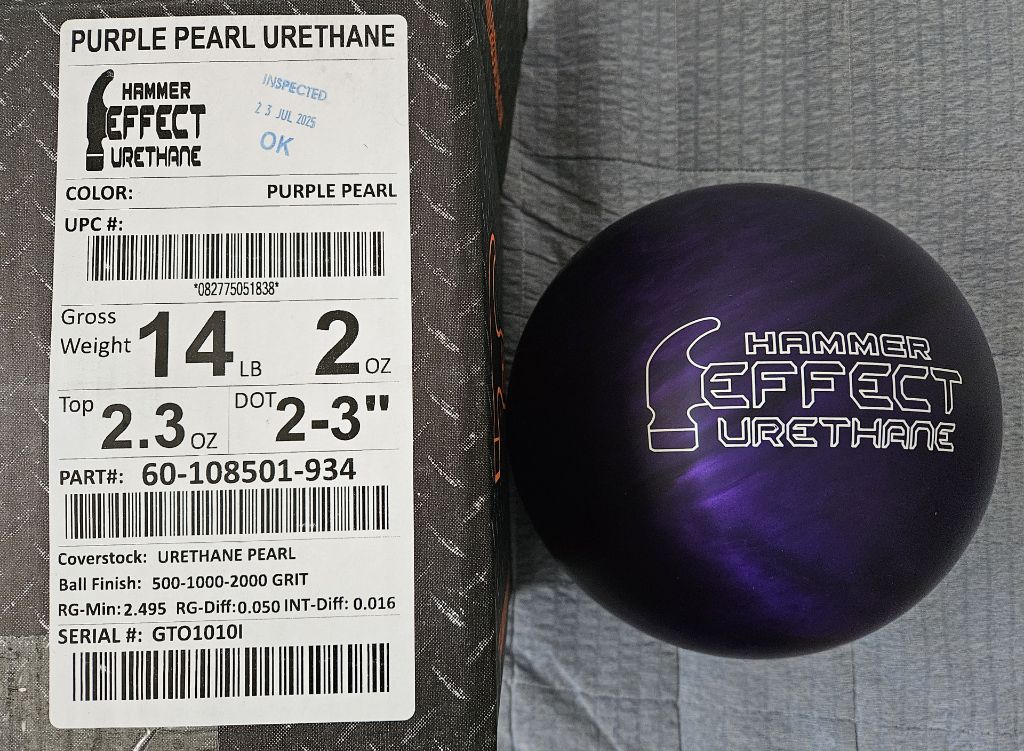 PURPLE PEARL URETHANE
HAMMER
EFFECT
URETHANE
INSPECTED
23 JUL 2025
OK
COLOR: PURPLE PEARL
UPC #:
*082775051838*
Gross Weight 14 LB 2 OZ
Top 2.3 OZ DOT 2-3"
PART#: 60-108501-934
Coverstock: URETHANE PEARL
Ball Finish: 500-1000-2000 GRIT
RG-Min: 2.495 RG-Diff: 0.050 INT-Diff: 0.016
SERIAL #: GTO1010I
HAMMER
EFFECT
URETHANE